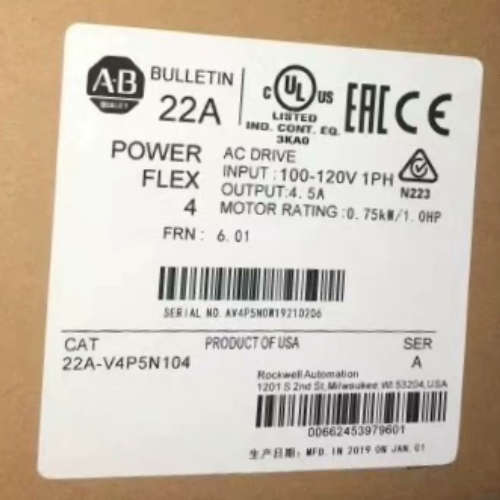 A-B
QUALITY
BULLETIN
22A
C UL US
LISTED
IND. CONT. EQ.
3KA0
EAC CE
N223
POWER
FLEX
4
AC DRIVE
INPUT :100-120V 1PH
OUTPUT:4.5A
MOTOR RATING :0.75kW/1.0HP
FRN : 6.01
SERIAL NO. AV4P5N0W19210206
CAT
22A-V4P5N104
PRODUCT OF USA
SER
A
Rockwell Automation
1201 S 2nd St, Milwaukee WI 53204, USA
00662453979601
生产日期: MFD. IN 2019 ON JAN. 01